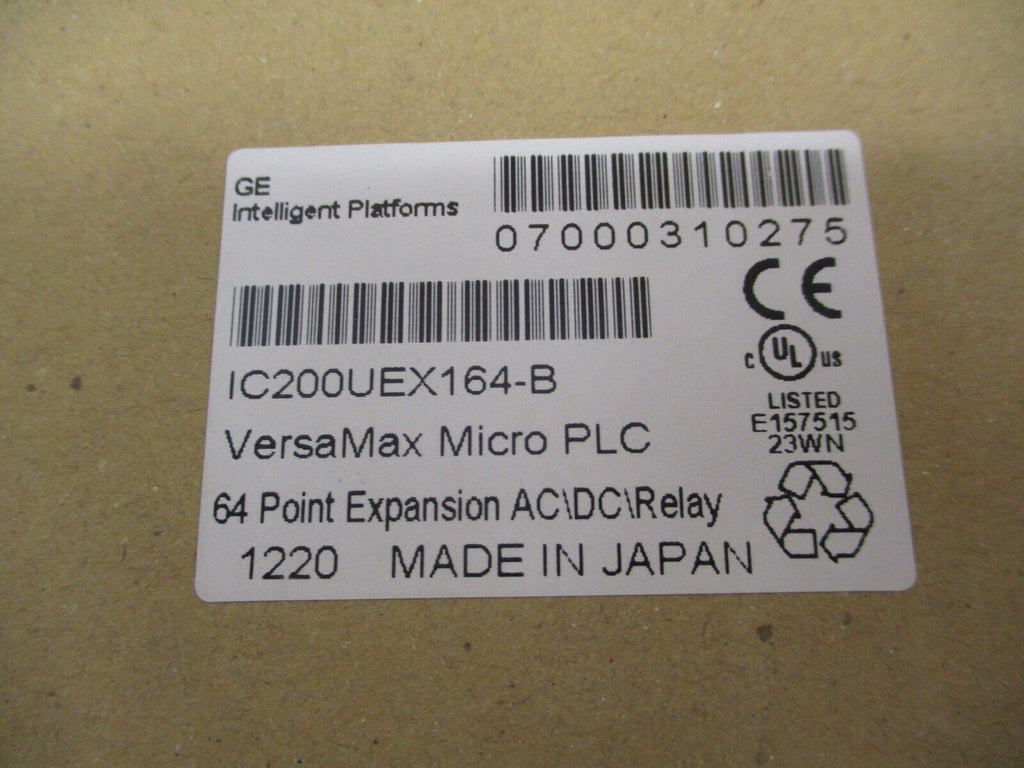 GE
Intelligent Platforms
07000310275
IC200UEX164-B
VersaMax Micro PLC
64 Point Expansion AC\DC\Relay
1220 MADE IN JAPAN
CE
c UL us
LISTED
E157515
23WN